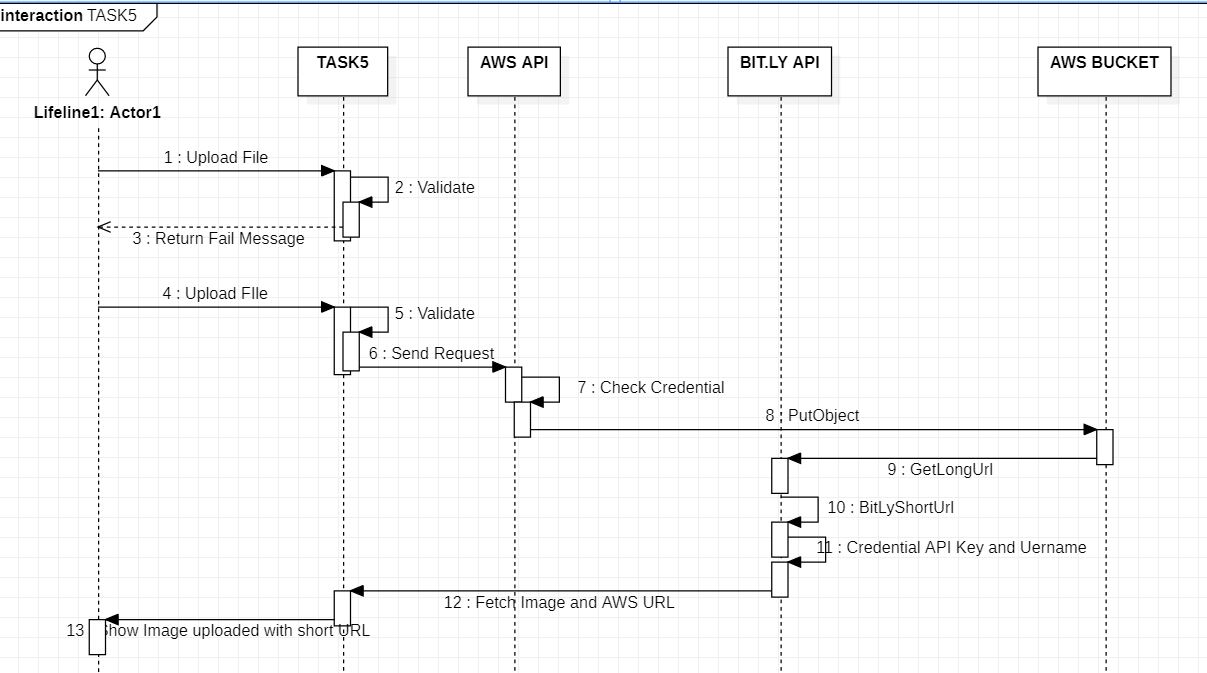 interaction TASK5
TASK5
AWS API
BIT.LY API
AWS BUCKET
Lifeline1: Actor1
1 : Upload File
2 : Validate
3 : Return Fail Message
4 : Upload FIle
5 : Validate
6 : Send Request
7 : Check Credential
8 : PutObject
9 : GetLongUrl
10 : BitLyShortUrl
11 : Credential API Key and Uername
12 : Fetch Image and AWS URL
13 : Show Image uploaded with short URL